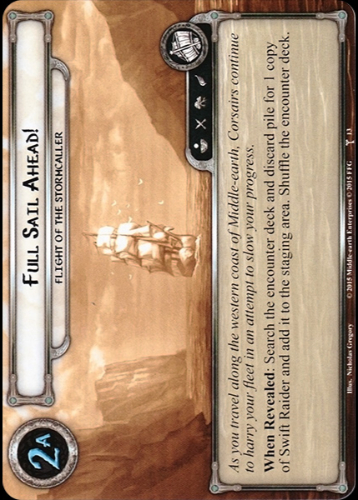 2A
Full Sail Ahead!
Flight of the Stormcaller
As you travel along the western coast of Middle-earth, Corsairs continue
to harry your fleet in an attempt to slow your progress.
When Revealed: Search the encounter deck and discard pile for 1 copy
of Swift Raider and add it to the staging area. Shuffle the encounter deck.
Illus. Nicholas Gregory © 2015 Middle-earth Enterprises © 2015 FFG 13